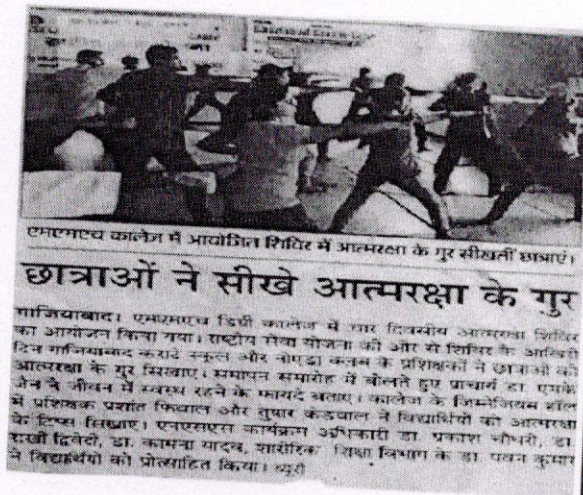 एमएमएच कालेज में आयोजित शिविर में आत्मरक्षा के गुर सीखतीं छात्राएं।
छात्राओं ने सीखे आत्मरक्षा के गुर
गाजियाबाद। एमएमएच डिग्री कालेज में चार दिवसीय आत्मरक्षा शिविर
का आयोजन किया गया। राष्ट्रीय सेवा योजना की ओर से शिविर के आखिरी
दिन गाजियाबाद कराटे स्कूल और नोएडा क्लब के प्रशिक्षकों ने छात्राओं को
आत्मरक्षा के गुर सिखाए। समापन समारोह में बोलते हुए प्राचार्य डा. एमके
जैन ने जीवन में स्वस्थ रहने के फायदे बताए। कालेज के जिम्नेजियम हॉल
में प्रशिक्षक प्रशांत और तुषार ने विद्यार्थियों को आत्मरक्षा
के टिप्स सिखाए। एनएसएस कार्यक्रम अधिकारी डा. प्रकाश चौधरी, डा.
राखी द्विवेदी, डा. कामना यादव, शारीरिक शिक्षा विभाग के डा. पवन कुमार
ने विद्यार्थियों को प्रोत्साहित किया। ब्यूरो